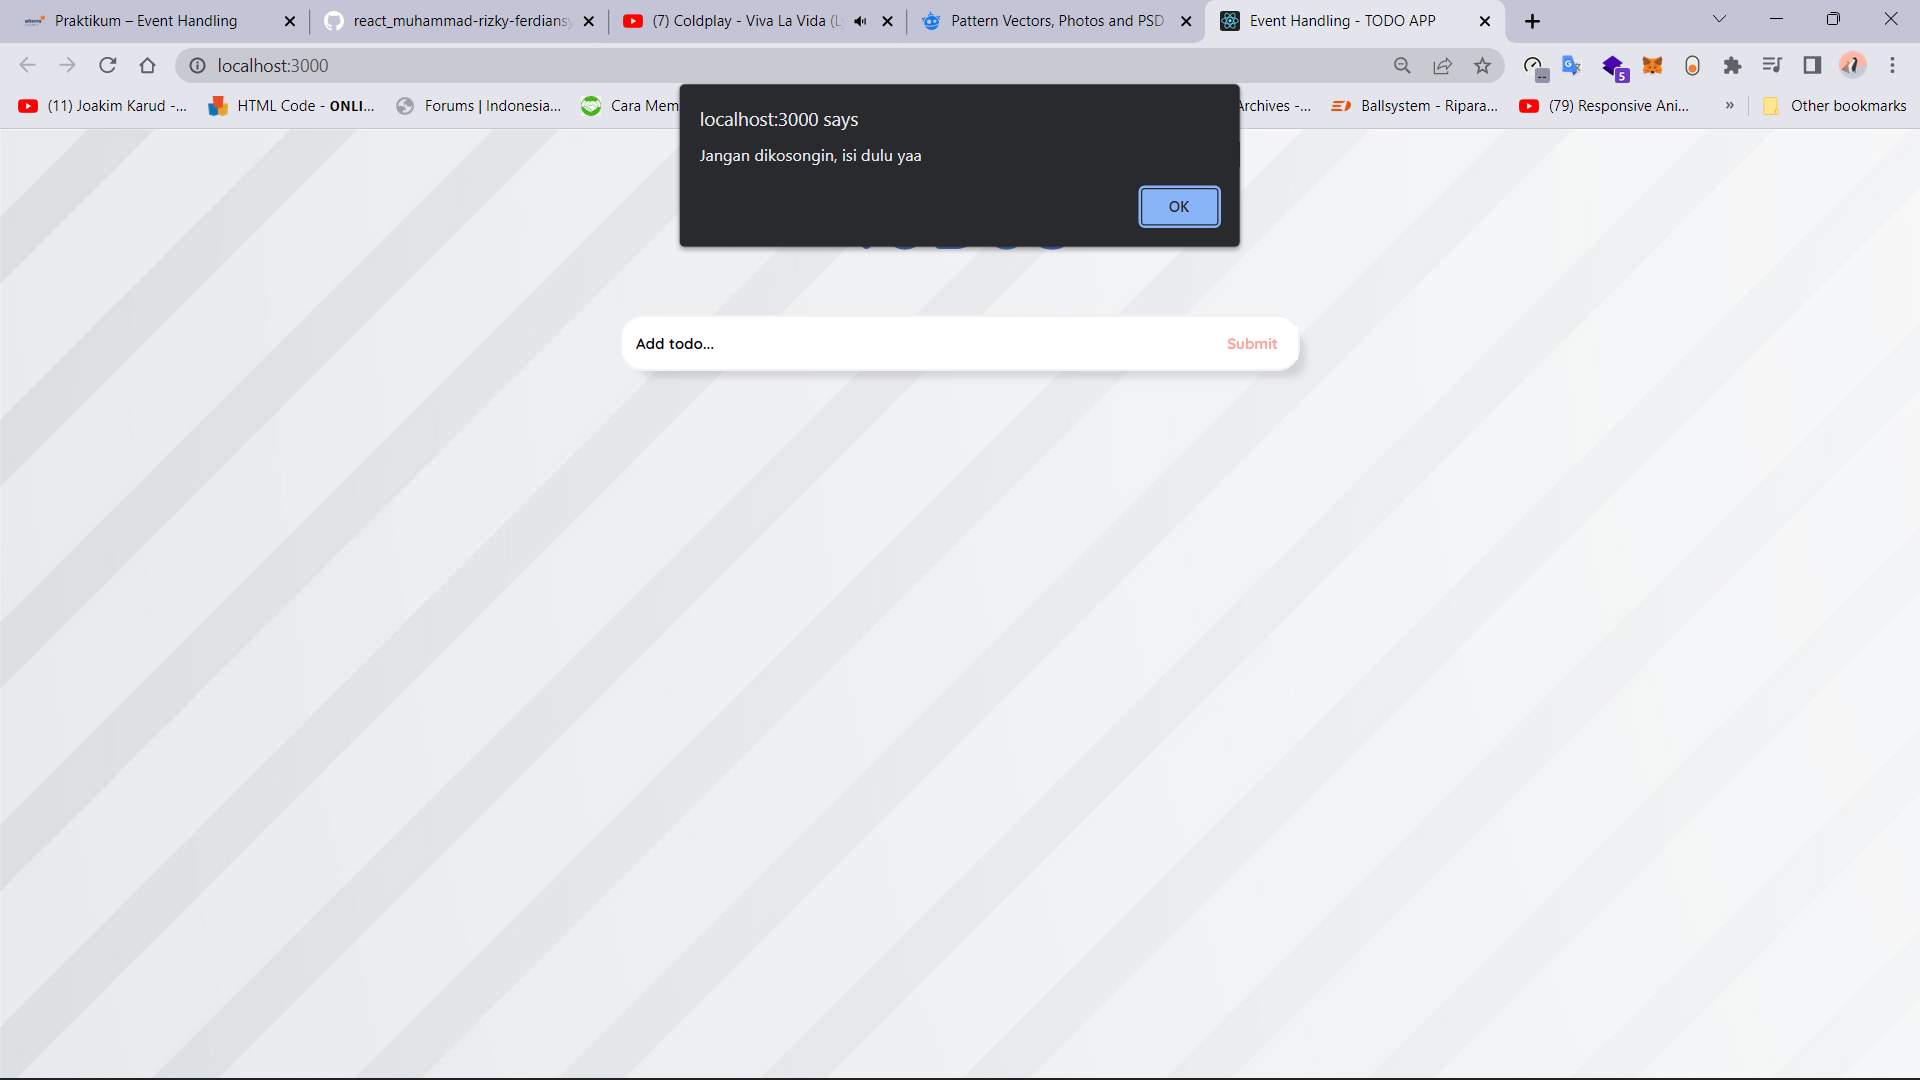 Praktikum – Event Handling
react_muhammad-rizky-ferdians
(7) Coldplay - Viva La Vida (L
Pattern Vectors, Photos and PSD
Event Handling - TODO APP
localhost:3000
5
(11) Joakim Karud -...
HTML Code - ONLI...
Forums | Indonesia...
Cara Mem
Archives -...
Ballsystem - Ripara...
(79) Responsive Ani...
»
Other bookmarks
localhost:3000 says
Jangan dikosongin, isi dulu yaa
OK
Add todo...
Submit